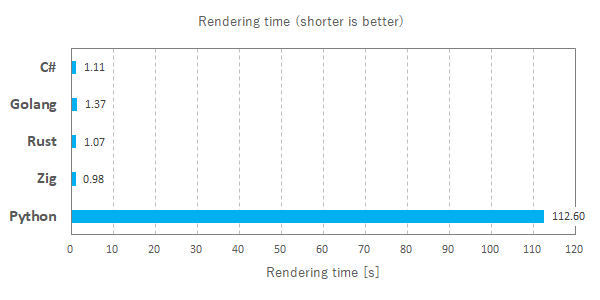 Rendering time (shorter is better)
C# 1.11
Golang 1.37
Rust 1.07
Zig 0.98
Python 112.60
0 10 20 30 40 50 60 70 80 90 100 110 120
Rendering time [s]